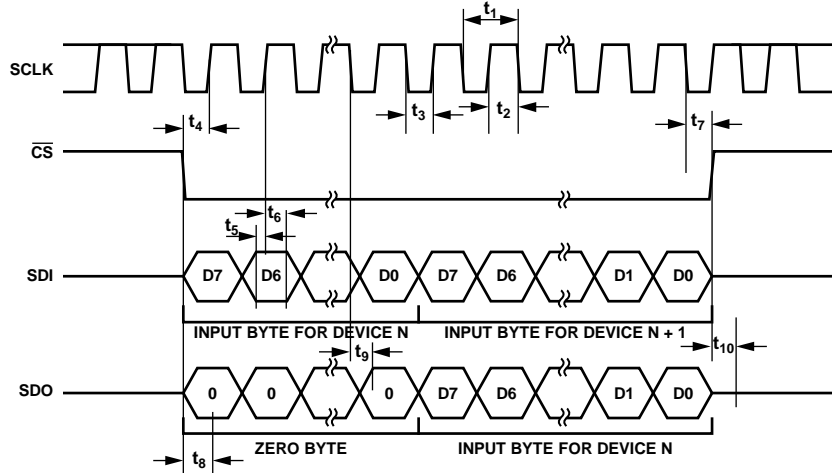 t1
SCLK
t4
t3
t2
t7
CS
t6
t5
SDI
D7 D6 D0 D7 D6 D1 D0
INPUT BYTE FOR DEVICE N INPUT BYTE FOR DEVICE N + 1
t9
t10
SDO
0 0 0 D7 D6 D1 D0
ZERO BYTE INPUT BYTE FOR DEVICE N
t8